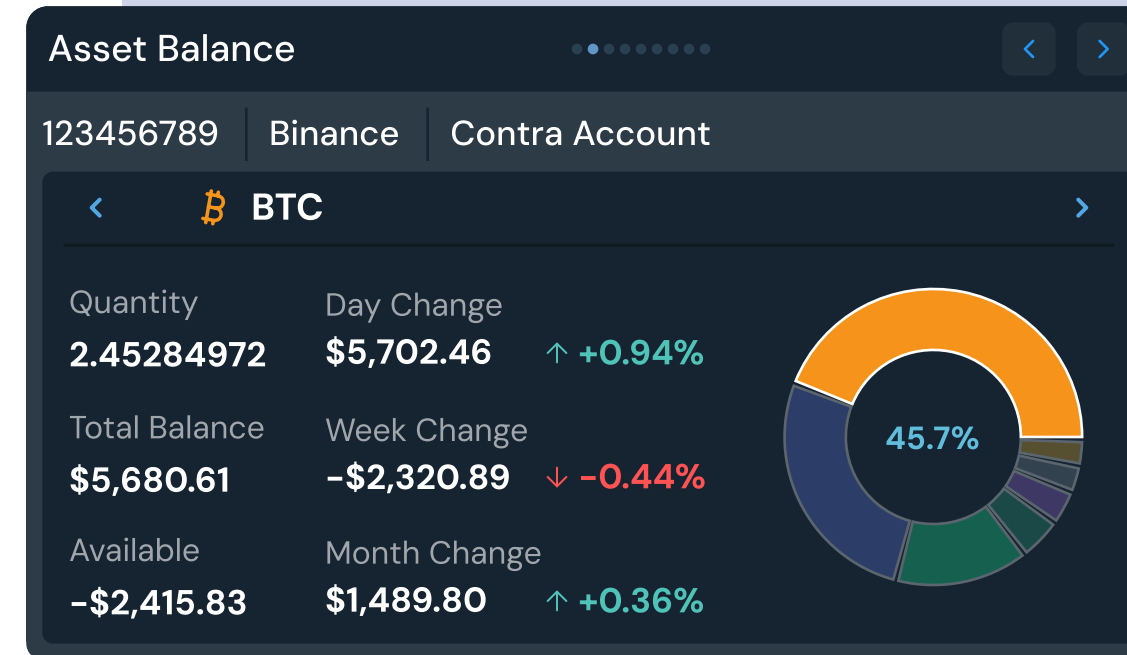 Asset Balance
123456789 Binance Contra Account
BTC
Quantity
2.45284972
Day Change
$5,702.46 +0.94%
Total Balance
$5,680.61
Week Change
-$2,320.89 -0.44%
Available
-$2,415.83
Month Change
$1,489.80 +0.36%
45.7%